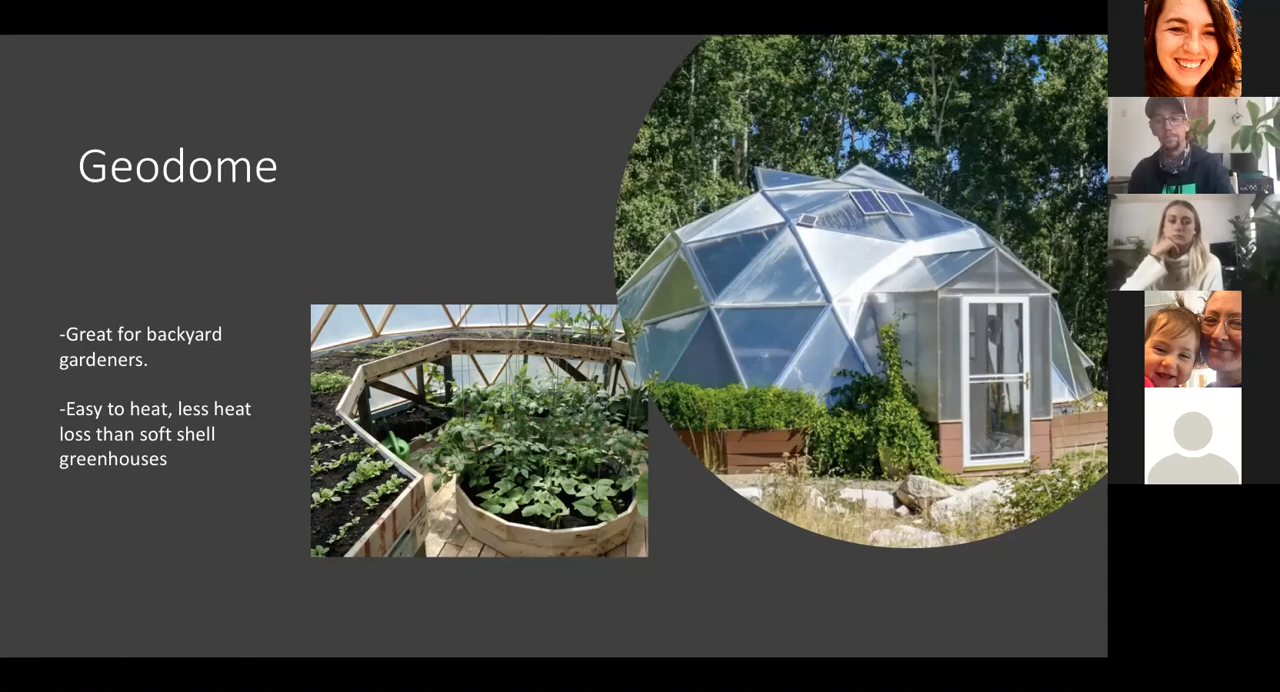 Geodome
-Great for backyard
gardeners.
-Easy to heat, less heat
loss than soft shell
greenhouses